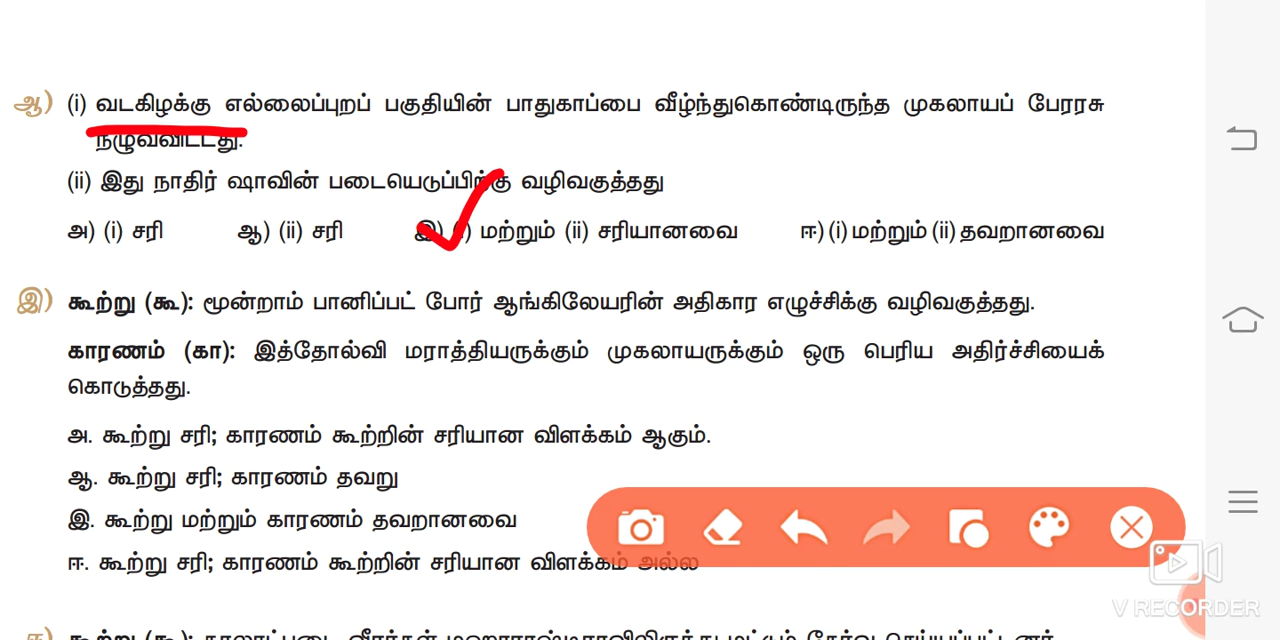 ஆ) (i) வடகிழக்கு எல்லைப்புறப் பகுதியின் பாதுகாப்பை வீழ்ந்துகொண்டிருந்த முகலாயப் பேரரசு
நழுவவிட்டது.
(ii) இது நாதிர் ஷாவின் படையெடுப்பிற்கு வழிவகுத்தது
அ) (i) சரி ஆ) (ii) சரி இ) (i) மற்றும் (ii) சரியானவை ஈ) (i) மற்றும் (ii) தவறானவை
இ) கூற்று (கூ): மூன்றாம் பானிப்பட் போர் ஆங்கிலேயரின் அதிகார எழுச்சிக்கு வழிவகுத்தது.
காரணம் (கா): இத்தோல்வி மராத்தியருக்கும் முகலாயருக்கும் ஒரு பெரிய அதிர்ச்சியைக்
கொடுத்தது.
அ. கூற்று சரி; காரணம் கூற்றின் சரியான விளக்கம் ஆகும்.
ஆ. கூற்று சரி; காரணம் தவறு
இ. கூற்று மற்றும் காரணம் தவறானவை
ஈ. கூற்று சரி; காரணம் கூற்றின் சரியான விளக்கம் அல்ல
V RECORDER